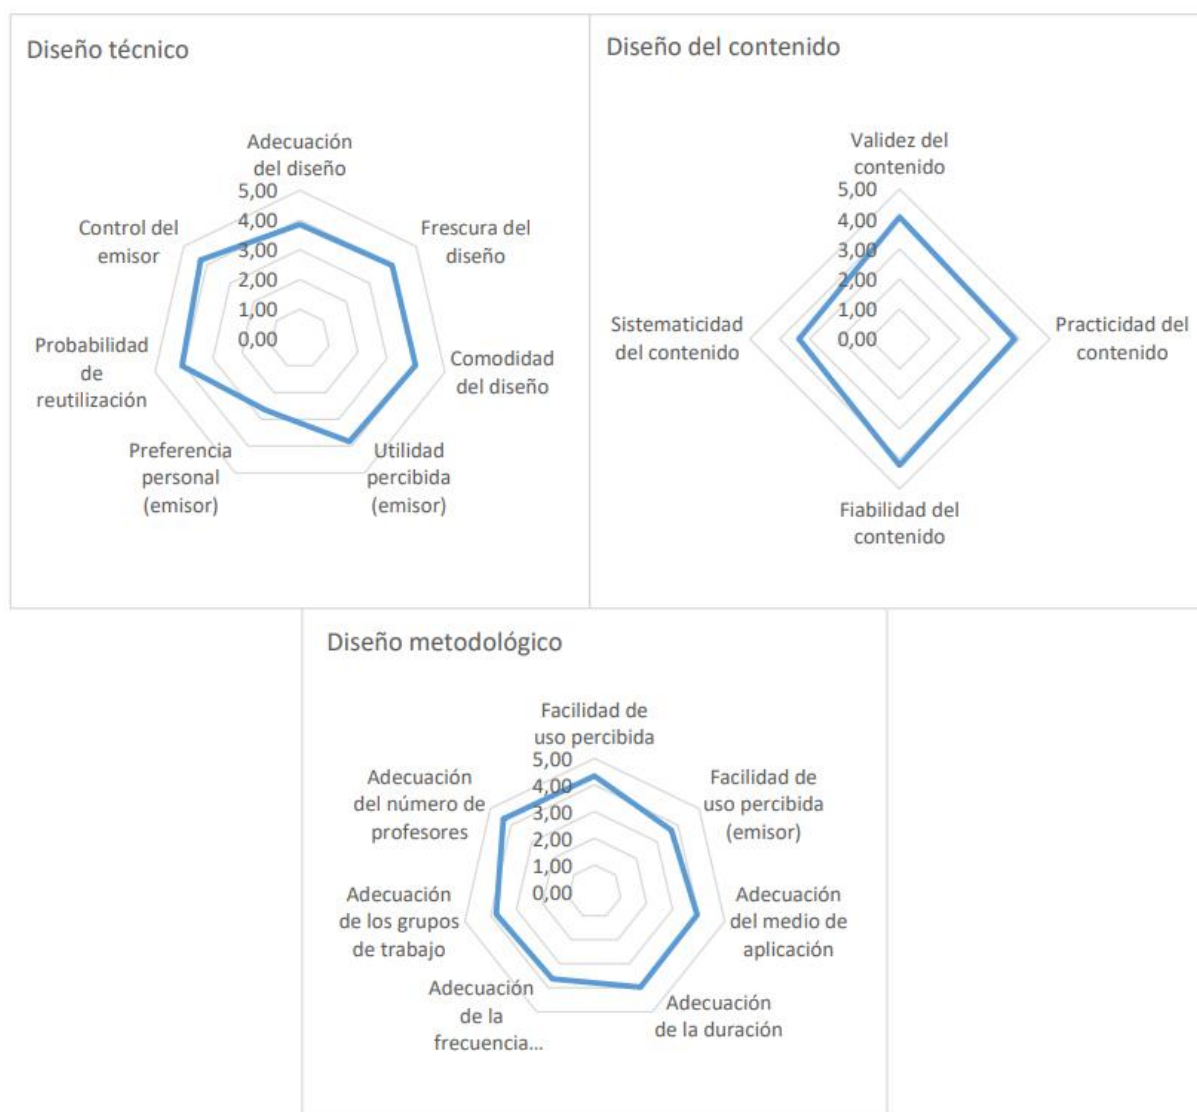 Diseño técnico
Adecuación
del diseño
5,00
4,00
3,00
2,00
1,00
0,00
Frescura del
diseño
Comodidad
del diseño
Utilidad
percibida
(emisor)
Preferencia
personal
(emisor)
Probabilidad
de
reutilización
Control del
emisor
Diseño del contenido
Validez del
contenido
5,00
4,00
3,00
2,00
1,00
0,00
Practicidad del
contenido
Fiabilidad del
contenido
Sistematicidad
del contenido
Diseño metodológico
Facilidad de
uso percibida
5,00
4,00
3,00
2,00
1,00
0,00
Facilidad de
uso percibida
(emisor)
Adecuación
del medio de
aplicación
Adecuación
de la duración
Adecuación
de la
frecuencia...
Adecuación
de los grupos
de trabajo
Adecuación
del número de
profesores